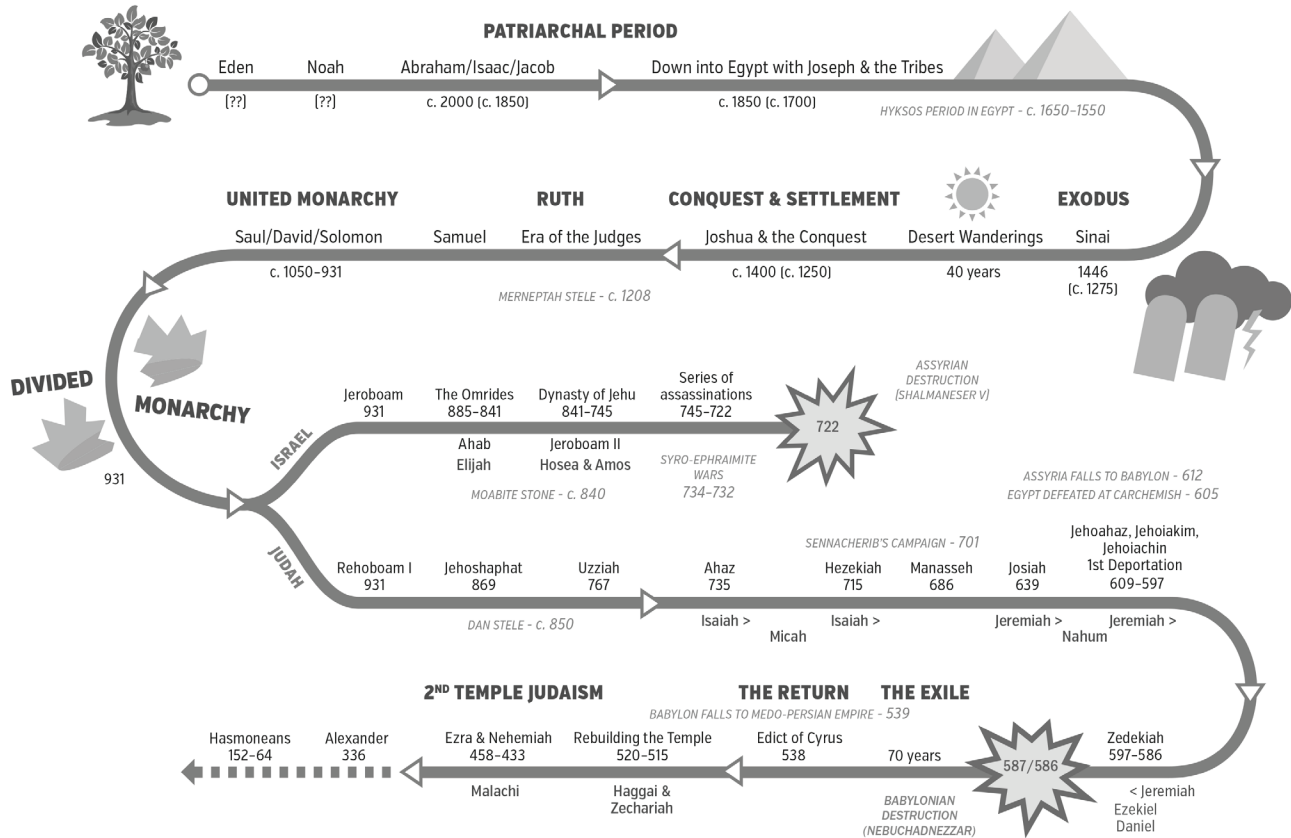 PATRIARCHAL PERIOD
Eden
Noah
Abraham/Isaac/Jacob
Down into Egypt with Joseph & the Tribes
(??)
(??)
c. 2000 (c. 1850)
c. 1850 (c. 1700)
HYKSOS PERIOD IN EGYPT - c. 1650–1550
UNITED MONARCHY
RUTH
CONQUEST & SETTLEMENT
EXODUS
Saul/David/Solomon
Samuel
Era of the Judges
Joshua & the Conquest
Desert Wanderings
Sinai
c. 1050–931
c. 1400 (c. 1250)
40 years
1446
(c. 1275)
MERNEPTAH STELE - c. 1208
DIVIDED
MONARCHY
931
ISRAEL
Jeroboam
931
The Omrides
885–841
Dynasty of Jehu
841–745
Series of
assassinations
745–722
722
ASSYRIAN
DESTRUCTION
(SHALMANESER V)
Ahab
Elijah
Jeroboam II
Hosea & Amos
SYRO-EPHRAIMITE
WARS
734–732
MOABITE STONE - c. 840
ASSYRIA FALLS TO BABYLON - 612
EGYPT DEFEATED AT CARCHEMISH - 605
JUDAH
SENNACHERIB'S CAMPAIGN - 701
Rehoboam I
931
Jehoshaphat
869
Uzziah
767
Ahaz
735
Hezekiah
715
Manasseh
686
Josiah
639
Jehoahaz, Jehoiakim,
Jehoiachin
1st Deportation
609–597
DAN STELE - c. 850
Isaiah >
Micah
Isaiah >
Jeremiah >
Nahum
Jeremiah >
2ND TEMPLE JUDAISM
THE RETURN
THE EXILE
BABYLON FALLS TO MEDO-PERSIAN EMPIRE - 539
Hasmoneans
152–64
Alexander
336
Ezra & Nehemiah
458–433
Rebuilding the Temple
520–515
Edict of Cyrus
538
70 years
587/586
Zedekiah
597–586
Malachi
Haggai &
Zechariah
BABYLONIAN
DESTRUCTION
(NEBUCHADNEZZAR)
< Jeremiah
Ezekiel
Daniel